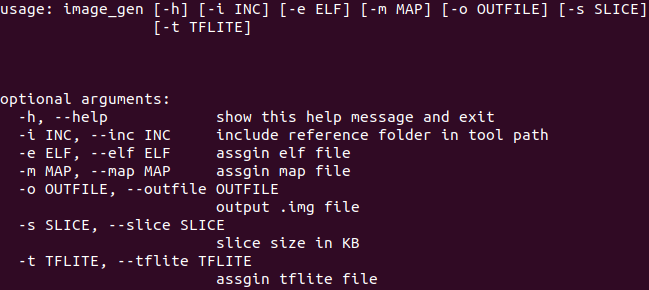 usage: image_gen [-h] [-i INC] [-e ELF] [-m MAP] [-o OUTFILE] [-s SLICE]
[-t TFLITE]
optional arguments:
-h, --help show this help message and exit
-i INC, --inc INC include reference folder in tool path
-e ELF, --elf ELF assgin elf file
-m MAP, --map MAP assgin map file
-o OUTFILE, --outfile OUTFILE
output .img file
-s SLICE, --slice SLICE
slice size in KB
-t TFLITE, --tflite TFLITE
assgin tflite file